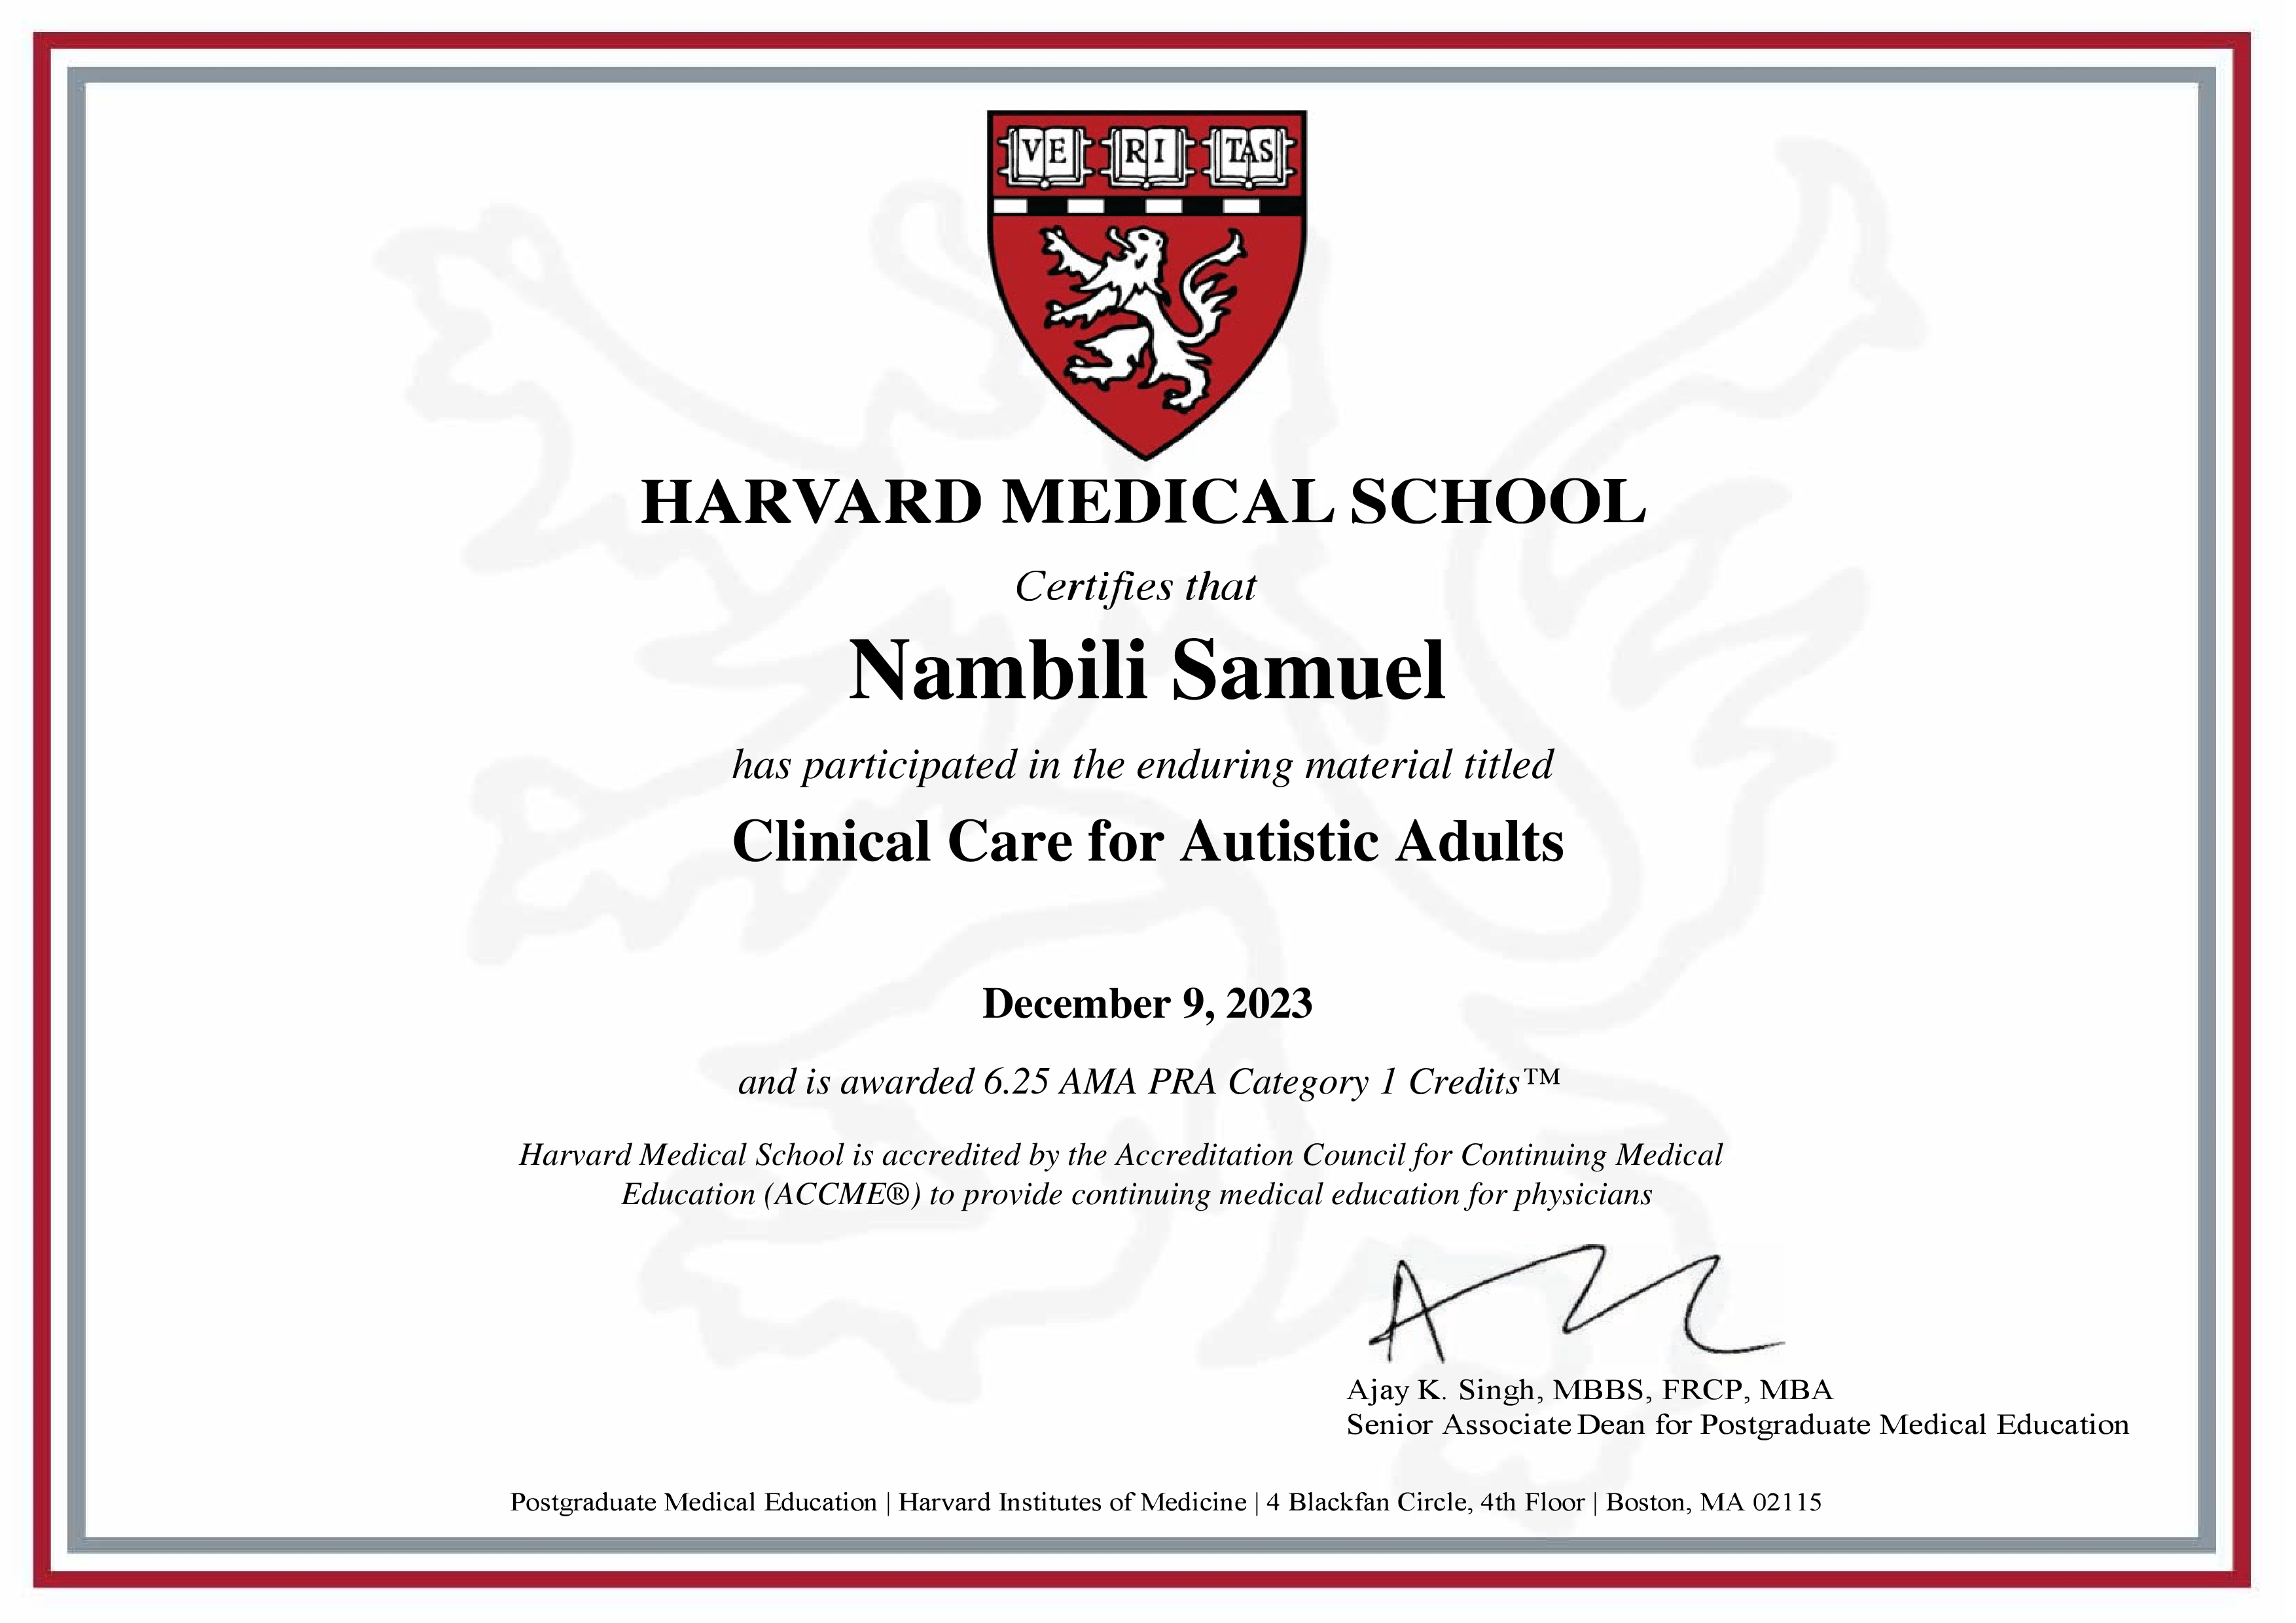 VE RI TAS
HARVARD MEDICAL SCHOOL
Certifies that
Nambili Samuel
has participated in the enduring material titled
Clinical Care for Autistic Adults
December 9, 2023
and is awarded 6.25 AMA PRA Category 1 Credits™
Harvard Medical School is accredited by the Accreditation Council for Continuing Medical
Education (ACCME®) to provide continuing medical education for physicians
Ajay K. Singh, MBBS, FRCP, MBA
Senior Associate Dean for Postgraduate Medical Education
Postgraduate Medical Education | Harvard Institutes of Medicine | 4 Blackfan Circle, 4th Floor | Boston, MA 02115